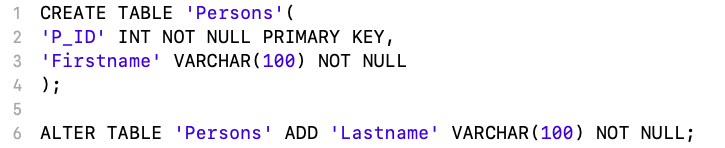 1 CREATE TABLE 'Persons'(
2 'P_ID' INT NOT NULL PRIMARY KEY,
3 'Firstname' VARCHAR(100) NOT NULL
4 );
5
6 ALTER TABLE 'Persons' ADD 'Lastname' VARCHAR(100) NOT NULL;